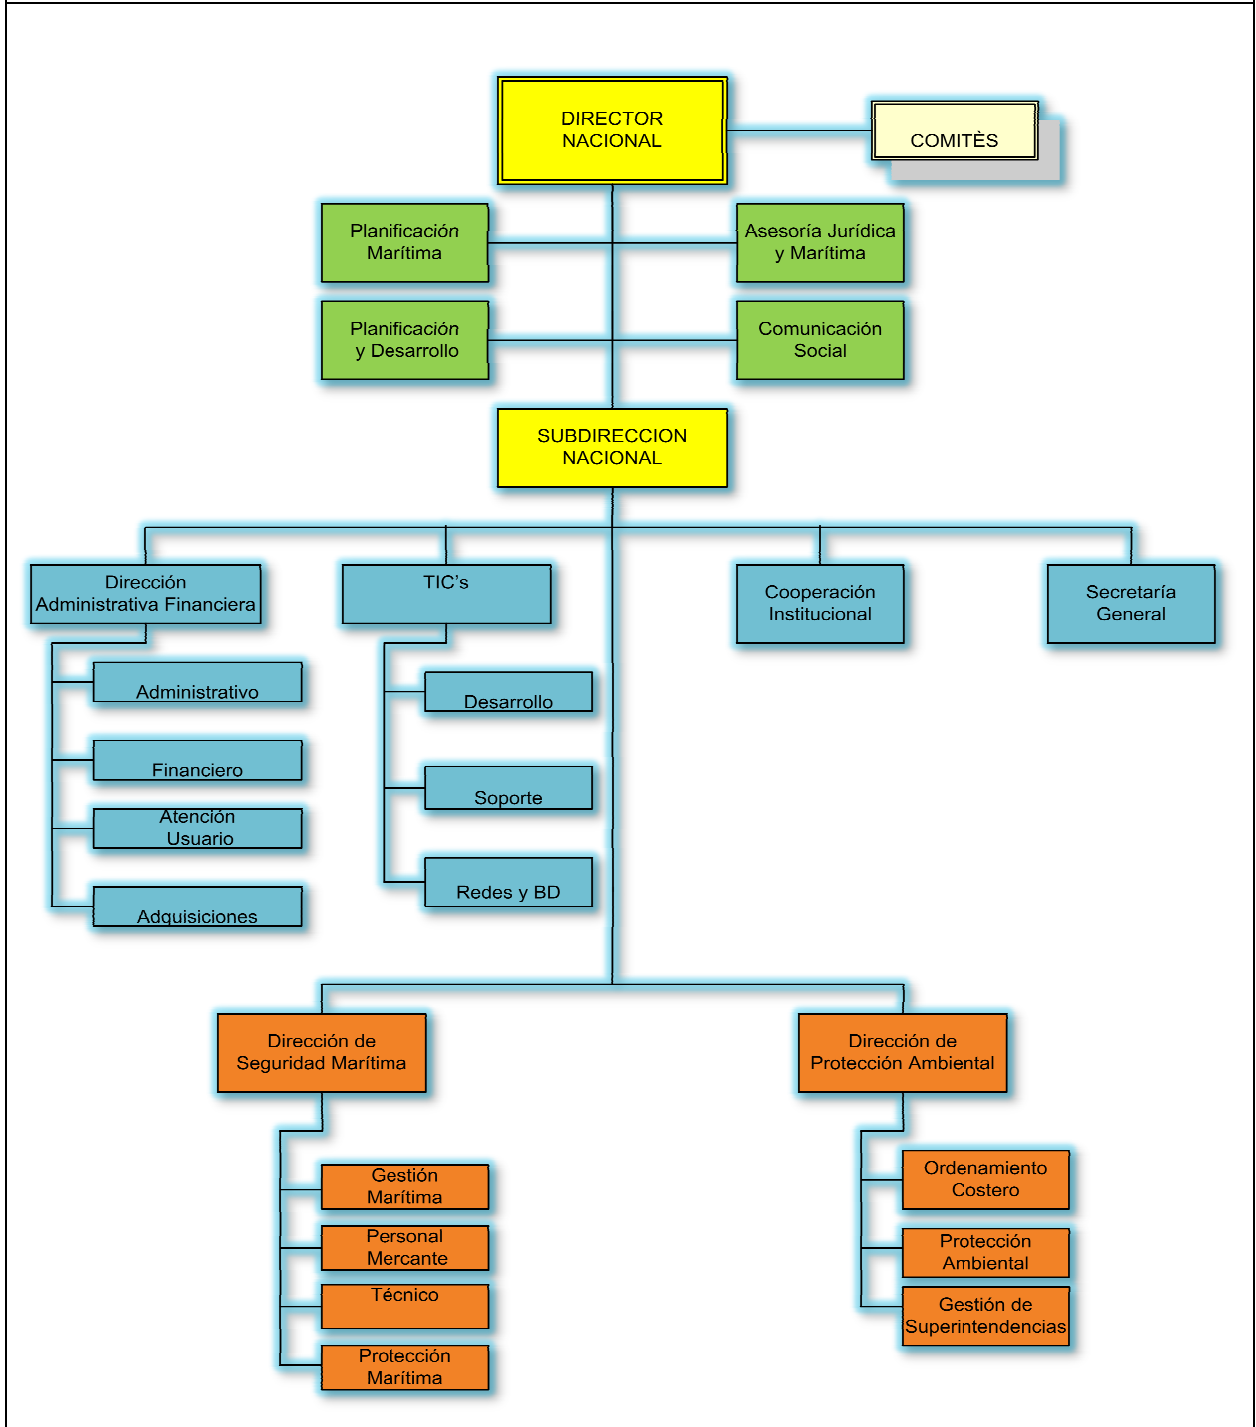 DIRECTOR
NACIONAL
COMITÈS
Planificación
Marítima
Asesoría Jurídica
y Marítima
Planificación
y Desarrollo
Comunicación
Social
SUBDIRECCION
NACIONAL
Dirección
Administrativa Financiera
TIC’s
Cooperación
Institucional
Secretaría
General
Administrativo
Financiero
Atención
Usuario
Adquisiciones
Desarrollo
Soporte
Redes y BD
Dirección de
Seguridad Marítima
Dirección de
Protección Ambiental
Gestión
Marítima
Personal
Mercante
Técnico
Protección
Marítima
Ordenamiento
Costero
Protección
Ambiental
Gestión de
Superintendencias